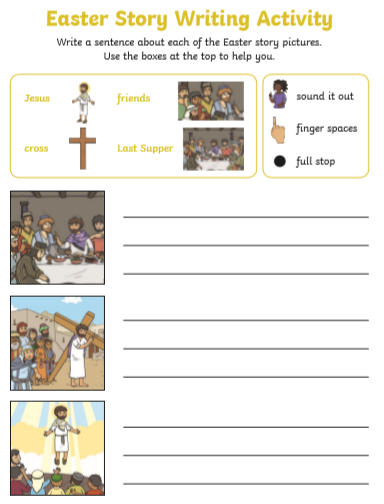 Easter Story Writing Activity
Write a sentence about each of the Easter story pictures.
Use the boxes at the top to help you.
Jesus
friends
sound it out
finger spaces
cross
Last Supper
full stop